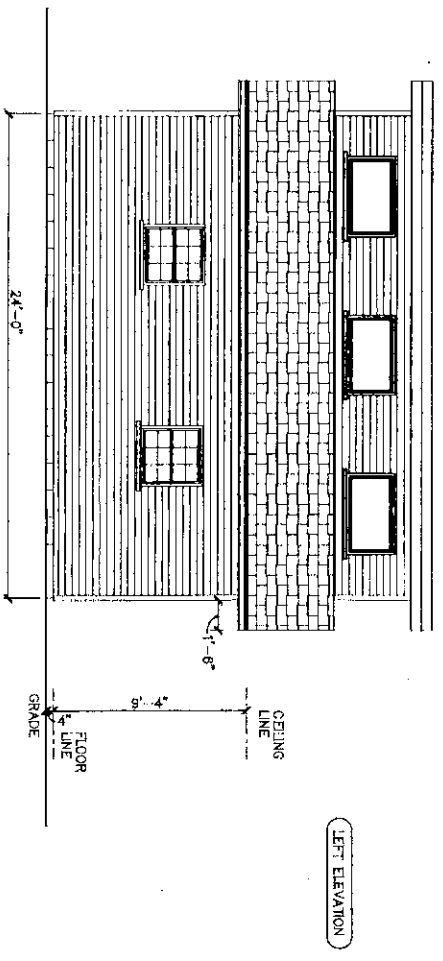 LEFT ELEVATION
CEILING
LINE
9'-4"
FLOOR
LINE
4"
GRADE
1'-6"
24'-0"